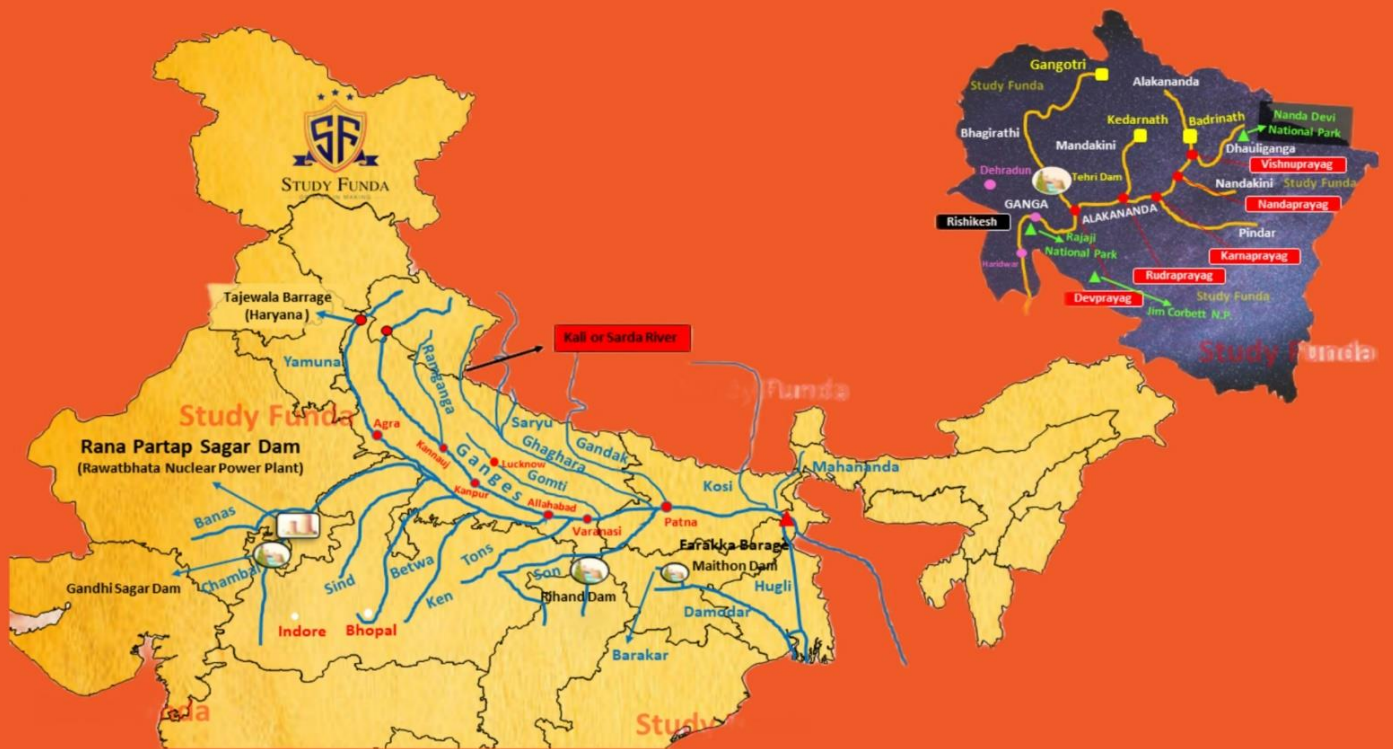 SF
STUDY FUNDA
Gangotri
Study Funda
Alakananda
Kedarnath
Badrinath
Nanda Devi
National Park
Bhagirathi
Mandakini
Dhauliganga
Vishnuprayag
Dehradun
Tehri Dam
Nandakini
Study Funda
Nandaprayag
GANGA
ALAKANANDA
Rishikesh
Pindar
Rajaji
National Park
Karnaprayag
Haridwar
Rudraprayag
Devprayag
Study Funda
Jim Corbett N.P.
Study Funda
Tajewala Barrage
(Haryana)
Kali or Sarda River
Yamuna
Ramganga
Study Funda
Funda
Agra
Saryu
Rana Partap Sagar Dam
(Rawatbhata Nuclear Power Plant)
Kannauj
Ganges
Ghaghara
Gandak
Lucknow
Gomti
Mahananda
Kosi
Kanpur
Allahabad
Banas
Varanasi
Patna
Farakka Barage
Maithon Dam
Gandhi Sagar Dam
Chambal
Sind
Betwa
Tons
Ken
Son
Rihand Dam
Hugli
Damodar
Indore
Bhopal
Barakar
Study